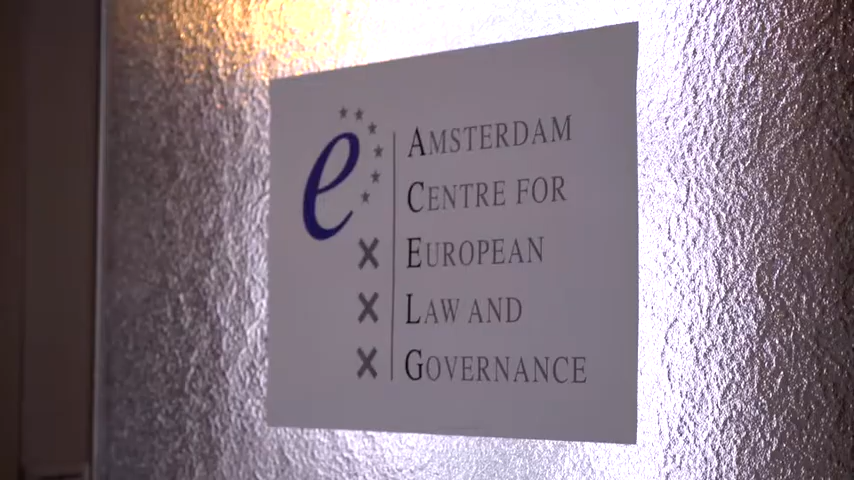 e
AMSTERDAM
CENTRE FOR
EUROPEAN
LAW AND
GOVERNANCE